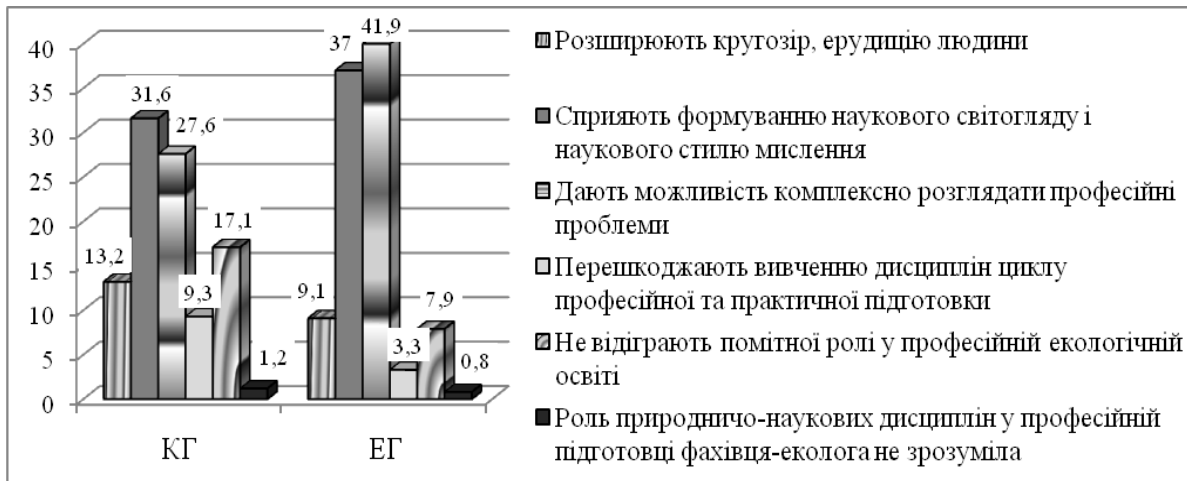 40
35
30
25
20
15
10
5
0
13,2
31,6
27,6
9,3
17,1
1,2
9,1
37
41,9
3,3
7,9
0,8
КГ
ЕГ
Розширюють кругозір, ерудицію людини
Сприяють формуванню наукового світогляду і
наукового стилю мислення
Дають можливість комплексно розглядати професійні
проблеми
Перешкоджають вивченню дисциплін циклу
професійної та практичної підготовки
Не відіграють помітної ролі у професійній екологічній
освіті
Роль природничо-наукових дисциплін у професійній
підготовці фахівця-еколога не зрозуміла